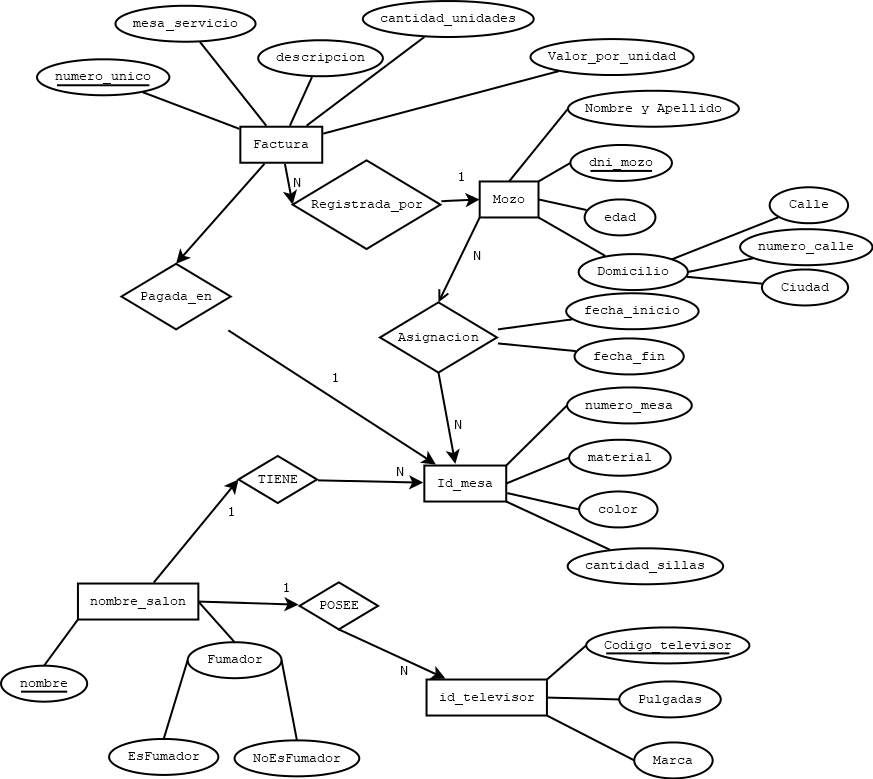 cantidad_unidades
mesa_servicio
descripcion
Valor_por_unidad
numero_unico
Nombre y Apellido
Factura
dni_mozo
N
1
Registrada_por
Mozo
Calle
edad
numero_calle
N
Domicilio
Ciudad
Pagada_en
fecha_inicio
Asignacion
fecha_fin
1
numero_mesa
N
material
N
TIENE
Id_mesa
1
color
cantidad_sillas
1
nombre_salon
POSEE
Codigo_televisor
Fumador
N
nombre
id_televisor
Pulgadas
EsFumador
NoEsFumador
Marca